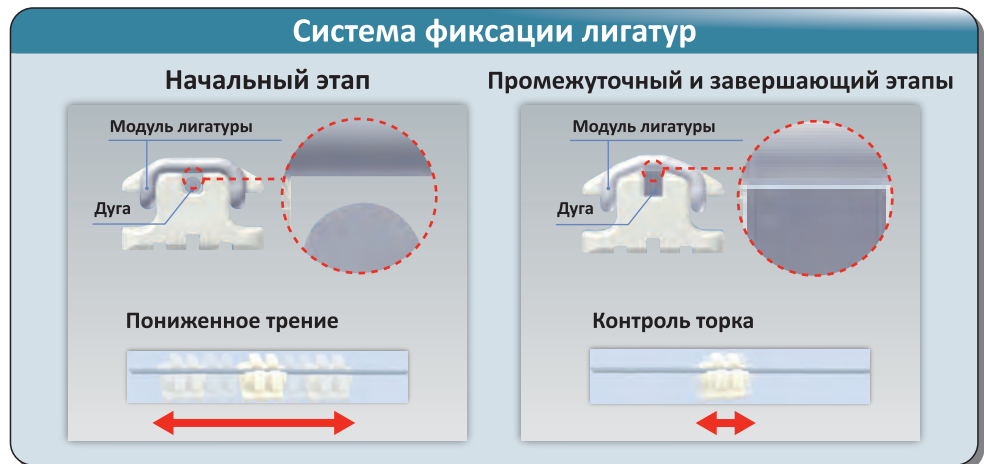 Система фиксации лигатур
Начальный этап
Модуль лигатуры
Дуга
Пониженное трение
Промежуточный и завершающий этапы
Модуль лигатуры
Дуга
Контроль торка